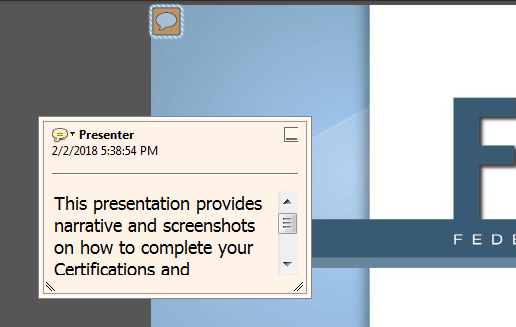 Presenter
2/2/2018 5:38:54 PM
This presentation provides
narrative and screenshots
on how to complete your
Certifications and
F
FEDE